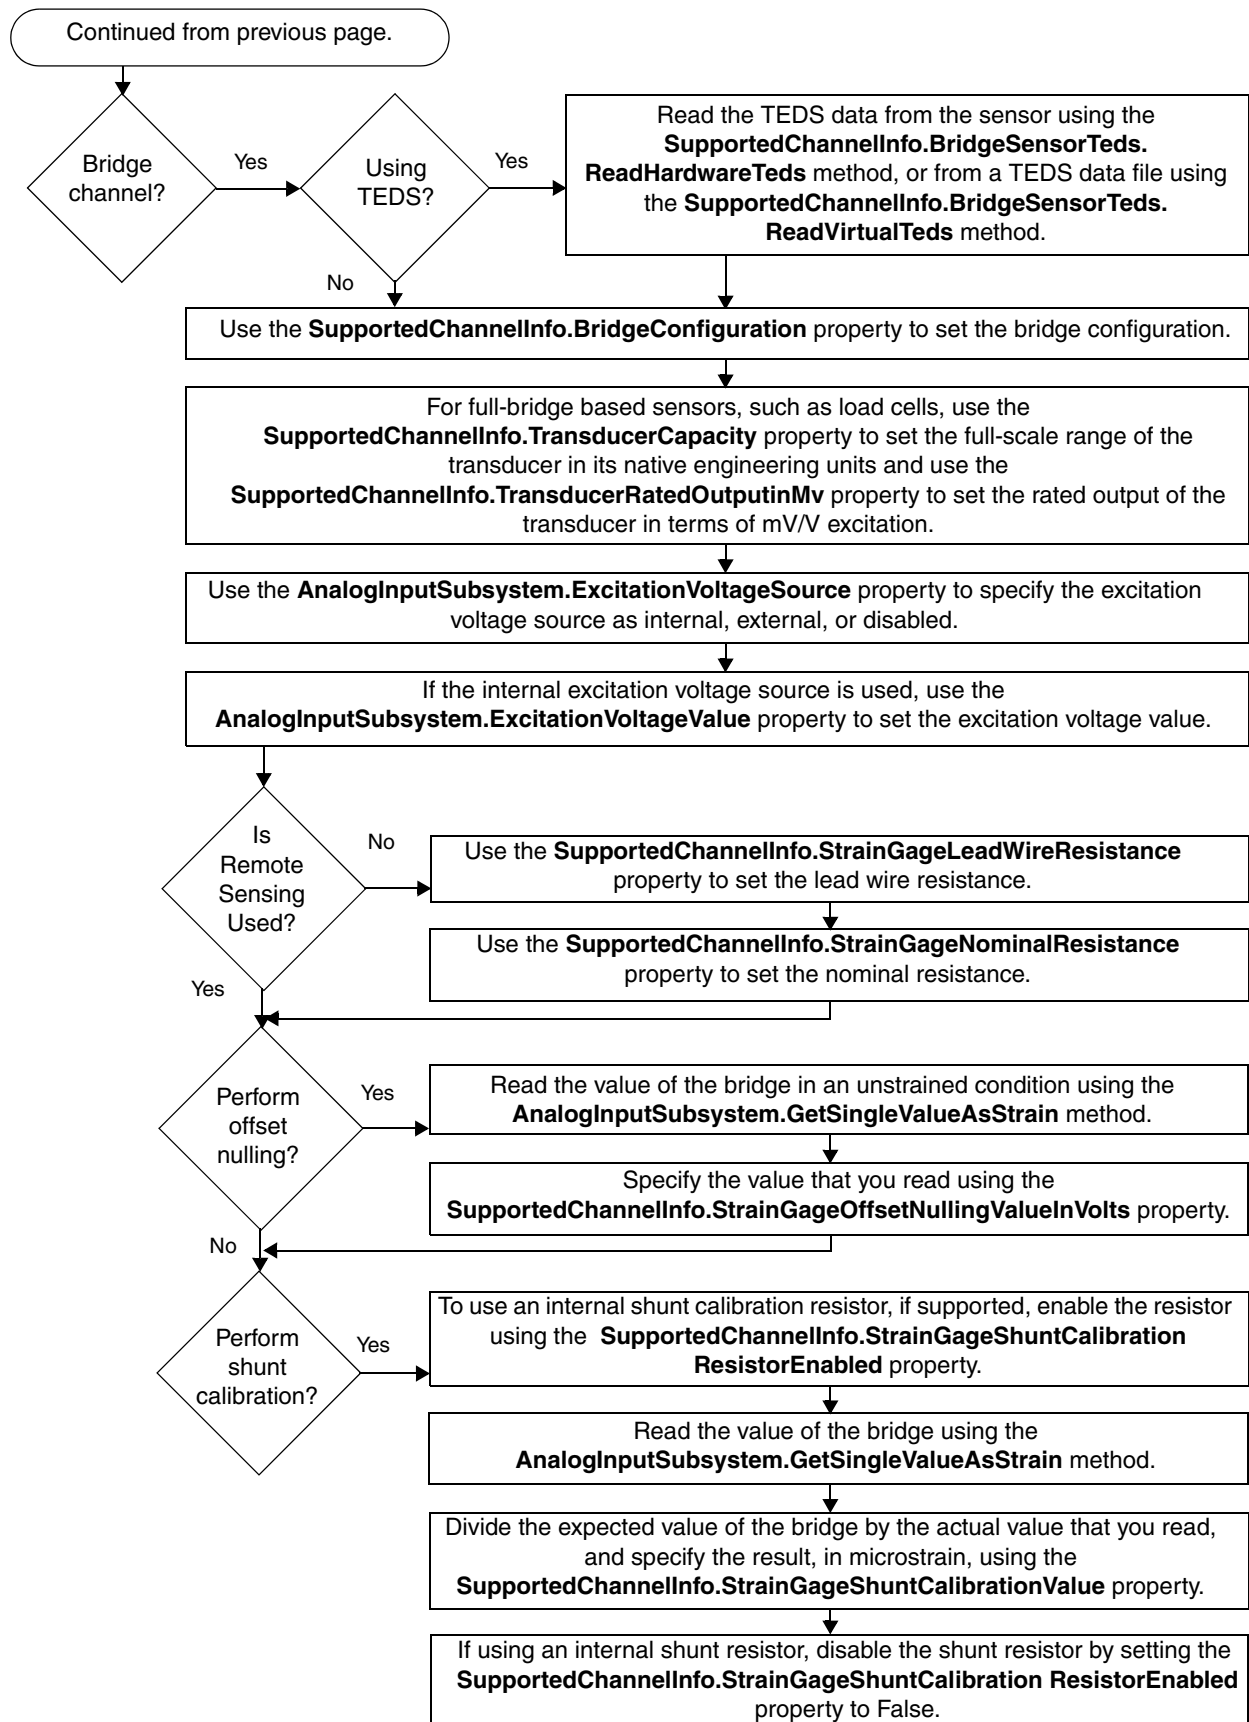 Continued from previous page.
Bridge
channel?
Yes
Using
TEDS?
Yes
Read the TEDS data from the sensor using the
SupportedChannelInfo.BridgeSensorTeds.
ReadHardwareTeds method, or from a TEDS data file using
the SupportedChannelInfo.BridgeSensorTeds.
ReadVirtualTeds method.
No
Use the SupportedChannelInfo.BridgeConfiguration property to set the bridge configuration.
For full-bridge based sensors, such as load cells, use the
SupportedChannelInfo.TransducerCapacity property to set the full-scale range of the
transducer in its native engineering units and use the
SupportedChannelInfo.TransducerRatedOutputinMv property to set the rated output of the
transducer in terms of mV/V excitation.
Use the AnalogInputSubsystem.ExcitationVoltageSource property to specify the excitation
voltage source as internal, external, or disabled.
If the internal excitation voltage source is used, use the
AnalogInputSubsystem.ExcitationVoltageValue property to set the excitation voltage value.
Is
Remote
Sensing
Used?
No
Use the SupportedChannelInfo.StrainGageLeadWireResistance
property to set the lead wire resistance.
Use the SupportedChannelInfo.StrainGageNominalResistance
property to set the nominal resistance.
Yes
Perform
offset
nulling?
Yes
Read the value of the bridge in an unstrained condition using the
AnalogInputSubsystem.GetSingleValueAsStrain method.
Specify the value that you read using the
SupportedChannelInfo.StrainGageOffsetNullingValueInVolts property.
No
Perform
shunt
calibration?
Yes
To use an internal shunt calibration resistor, if supported, enable the resistor
using the SupportedChannelInfo.StrainGageShuntCalibration
ResistorEnabled property.
Read the value of the bridge using the
AnalogInputSubsystem.GetSingleValueAsStrain method.
Divide the expected value of the bridge by the actual value that you read,
and specify the result, in microstrain, using the
SupportedChannelInfo.StrainGageShuntCalibrationValue property.
If using an internal shunt resistor, disable the shunt resistor by setting the
SupportedChannelInfo.StrainGageShuntCalibration ResistorEnabled
property to False.